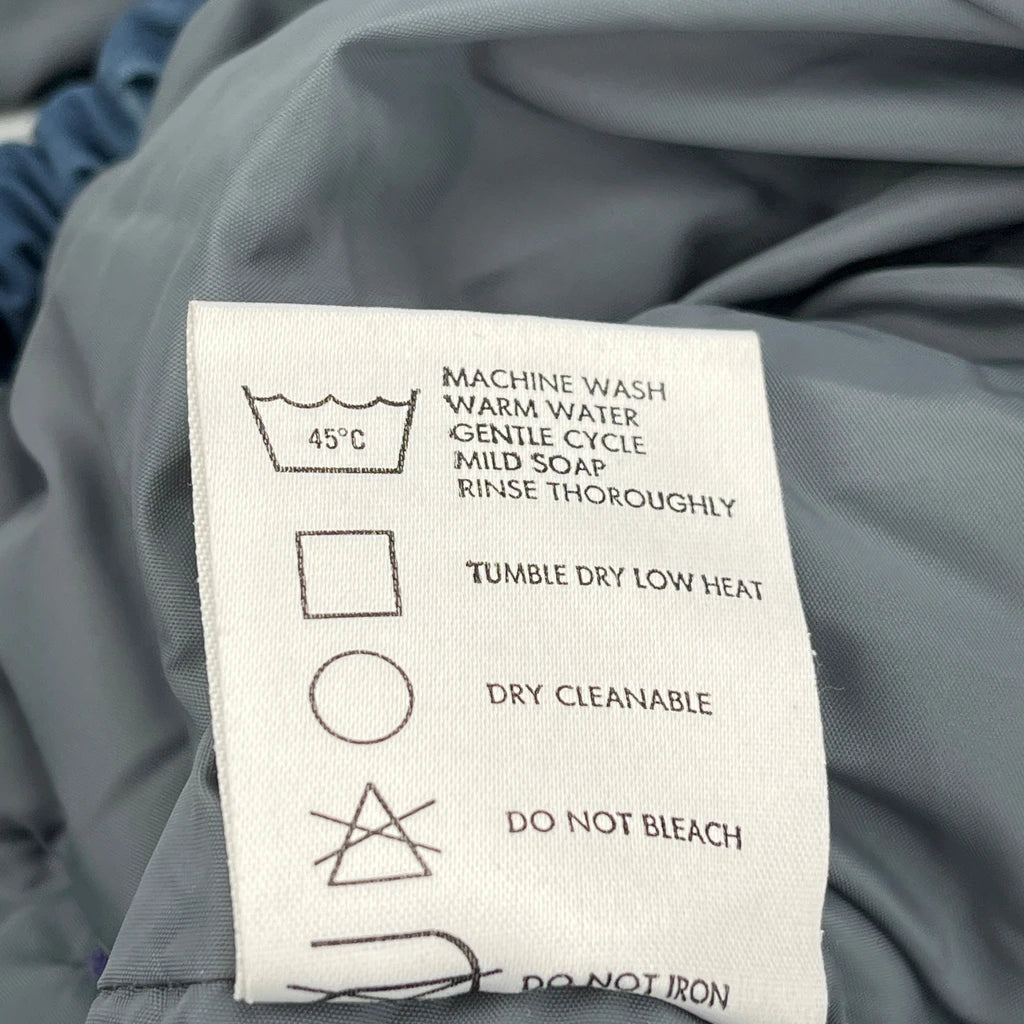 45°C
MACHINE WASH
WARM WATER
GENTLE CYCLE
MILD SOAP
RINSE THOROUGHLY
TUMBLE DRY LOW HEAT
DRY CLEANABLE
DO NOT BLEACH
DO NOT IRON